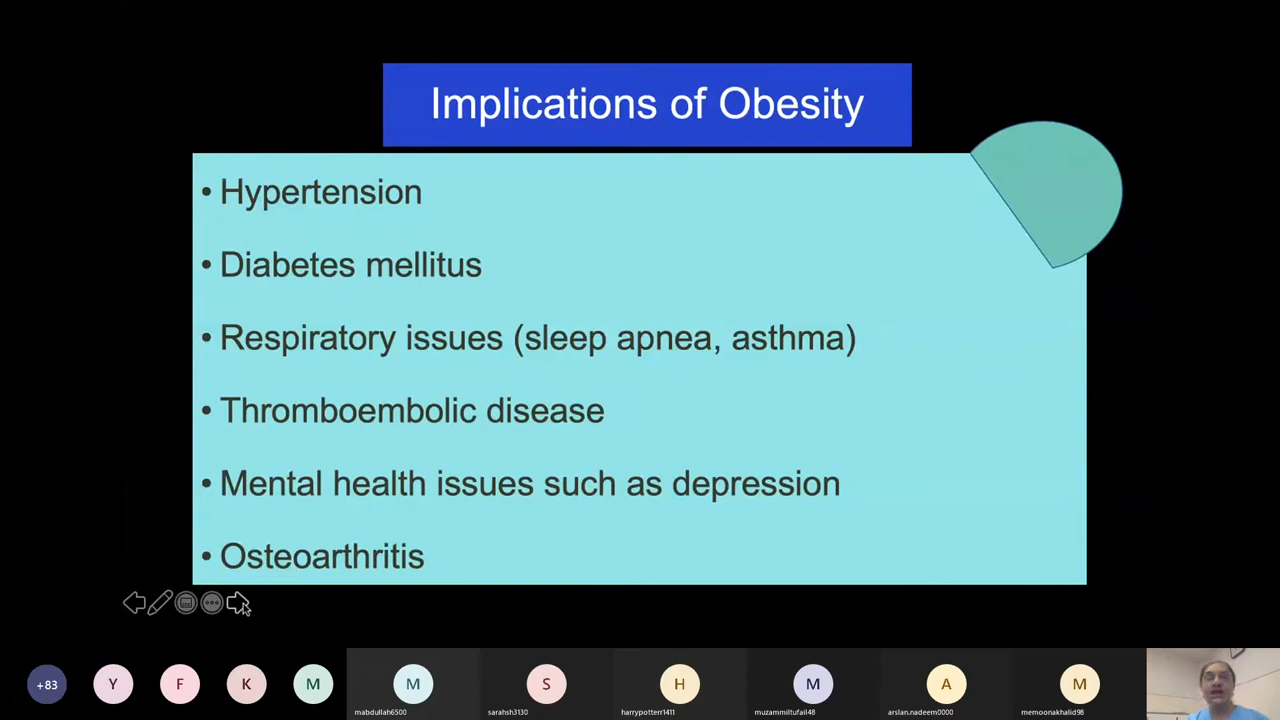 Implications of Obesity
• Hypertension
• Diabetes mellitus
• Respiratory issues (sleep apnea, asthma)
• Thromboembolic disease
• Mental health issues such as depression
• Osteoarthritis
+83 Y F K M M S H M A M
mabdullah6500 sarahsh3130 harrypotterr1411 muzammiltufail48 arslan.nadeem0000 memoonakhalid98